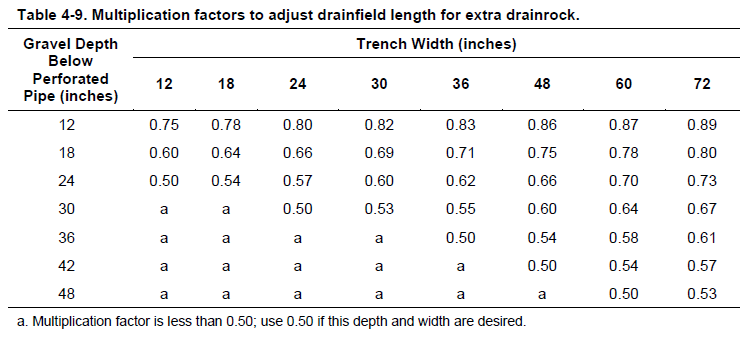 Table 4-9. Multiplication factors to adjust drainfield length for extra drainrock.
Gravel Depth Below Perforated Pipe (inches) Trench Width (inches)
12 18 24 30 36 48 60 72
12 0.75 0.78 0.80 0.82 0.83 0.86 0.87 0.89
18 0.60 0.64 0.66 0.69 0.71 0.75 0.78 0.80
24 0.50 0.54 0.57 0.60 0.62 0.66 0.70 0.73
30 a a 0.50 0.53 0.55 0.60 0.64 0.67
36 a a a a 0.50 0.54 0.58 0.61
42 a a a a a 0.50 0.54 0.57
48 a a a a a a 0.50 0.53
a. Multiplication factor is less than 0.50; use 0.50 if this depth and width are desired.